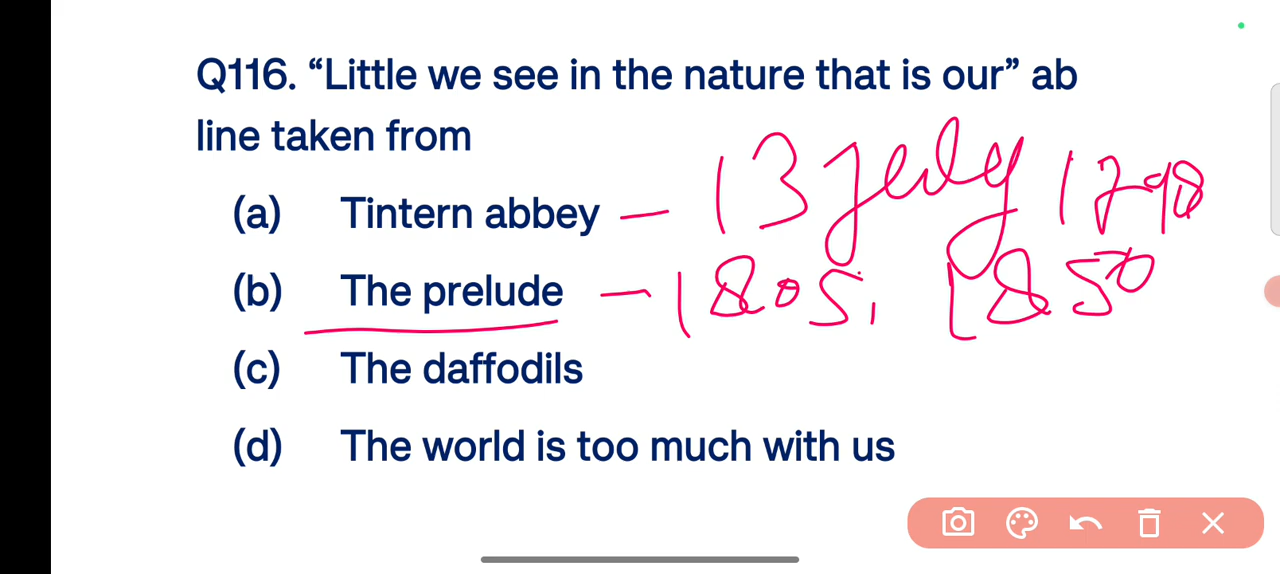 Q116. “Little we see in the nature that is our” ab
line taken from
(a) Tintern abbey — 13 July 1798
(b) The prelude — 1805, 1850
(c) The daffodils
(d) The world is too much with us